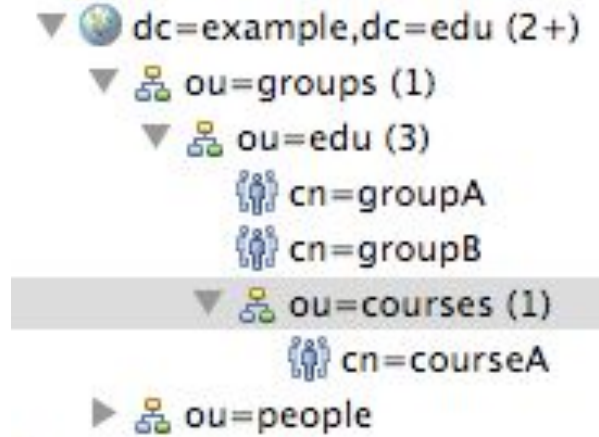 dc=example,dc=edu (2+)
ou=groups (1)
ou=edu (3)
cn=groupA
cn=groupB
ou=courses (1)
cn=courseA
ou=people